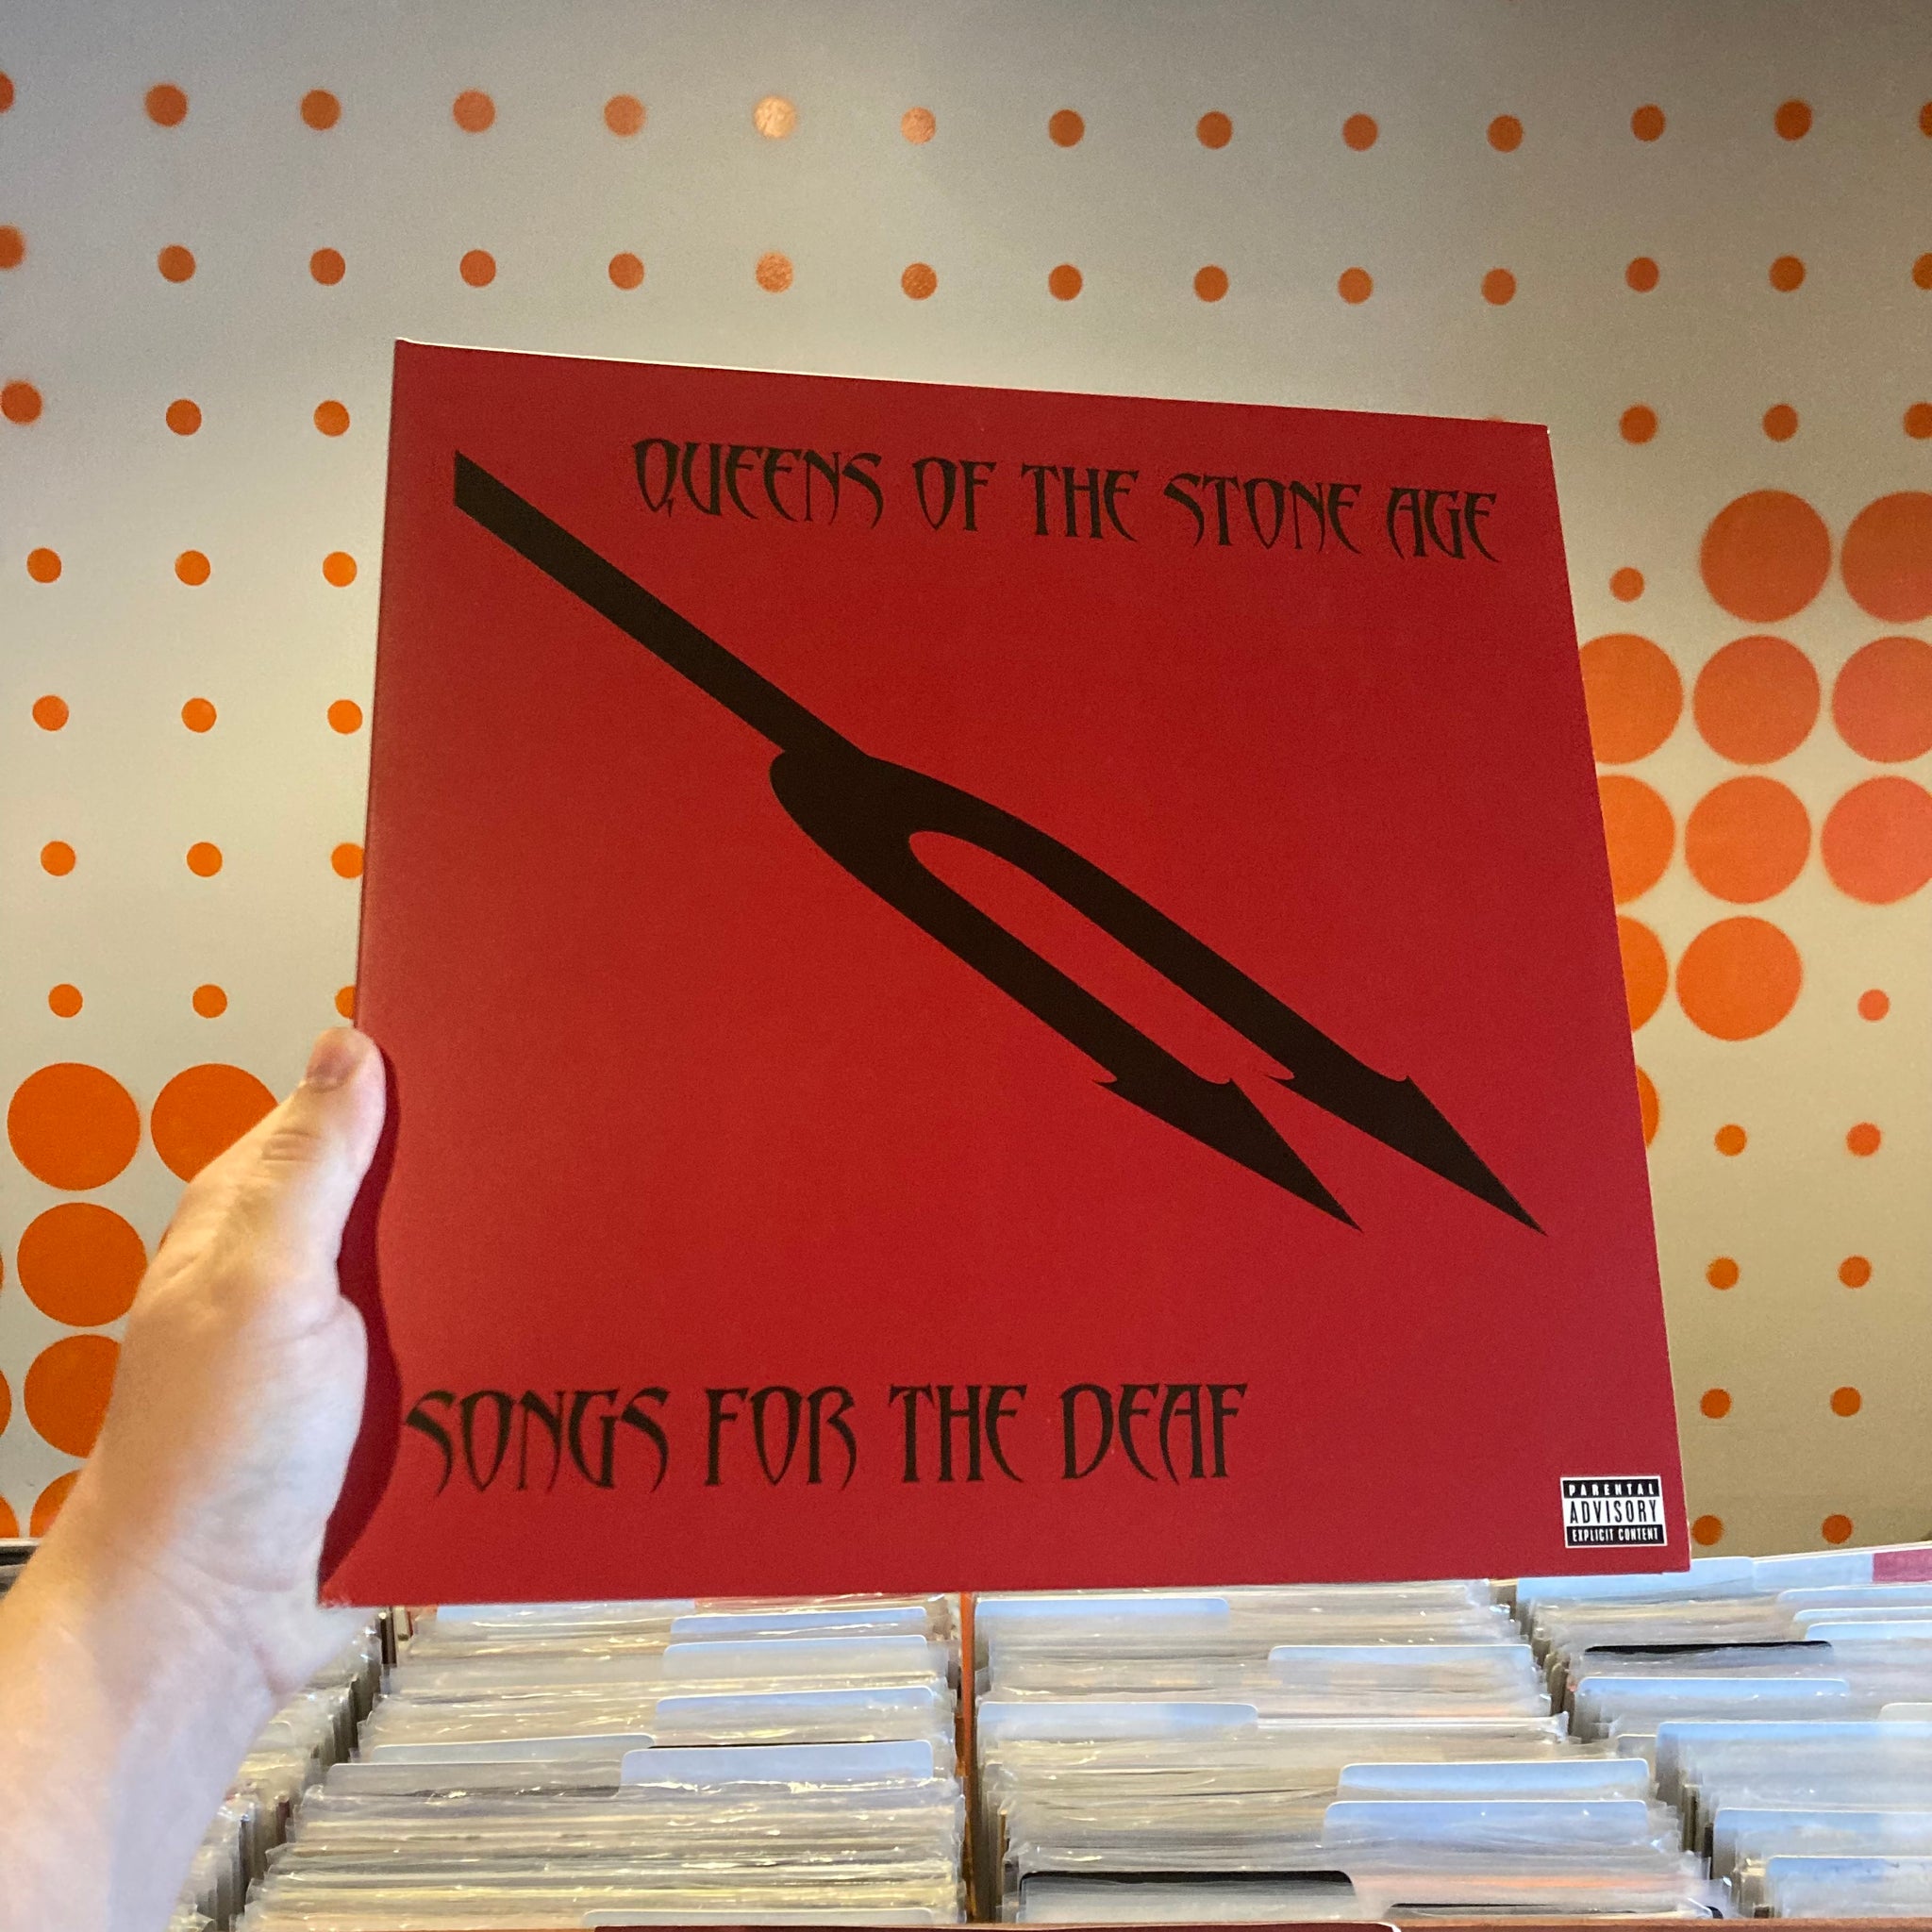 QUEENS OF THE STONE AGE
SONGS FOR THE DEAF
PARENTAL
ADVISORY
EXPLICIT CONTENT